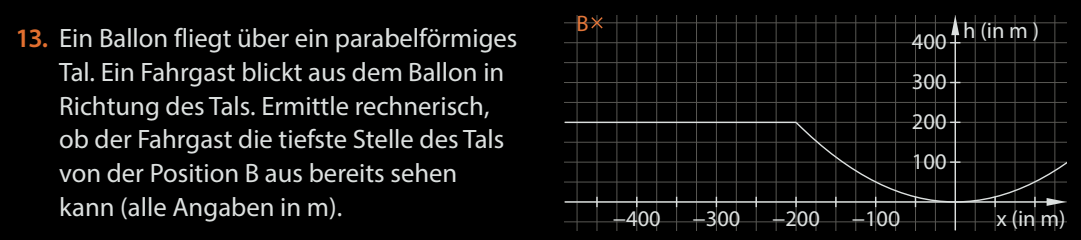 13. Ein Ballon fliegt über ein parabelförmiges
Tal. Ein Fahrgast blickt aus dem Ballon in
Richtung des Tals. Ermittle rechnerisch,
ob der Fahrgast die tiefste Stelle des Tals
von der Position B aus bereits sehen
kann (alle Angaben in m).
B
h (in m )
400
300
200
100
−400 −300 −200 −100 x (in m)